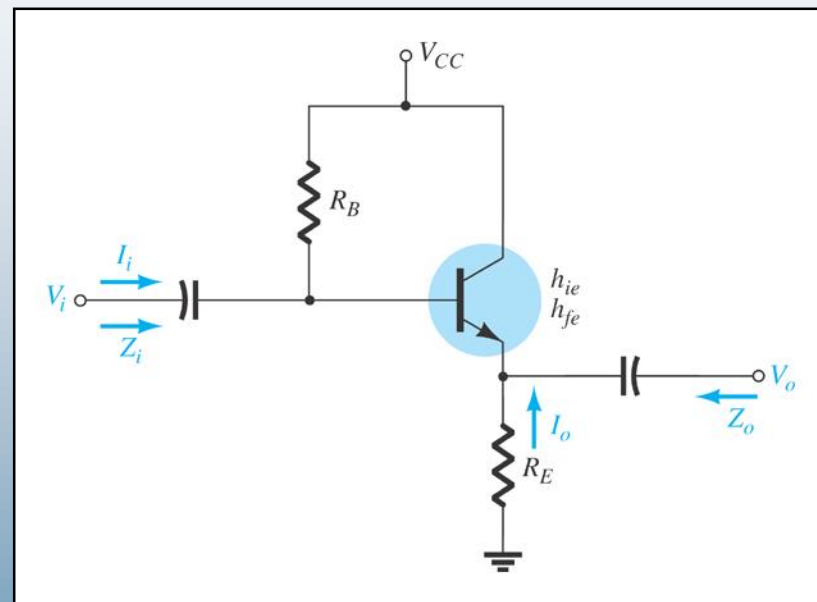 V_CC
R_B
I_i
V_i
Z_i
h_ie
h_fe
V_o
I_o
Z_o
R_E